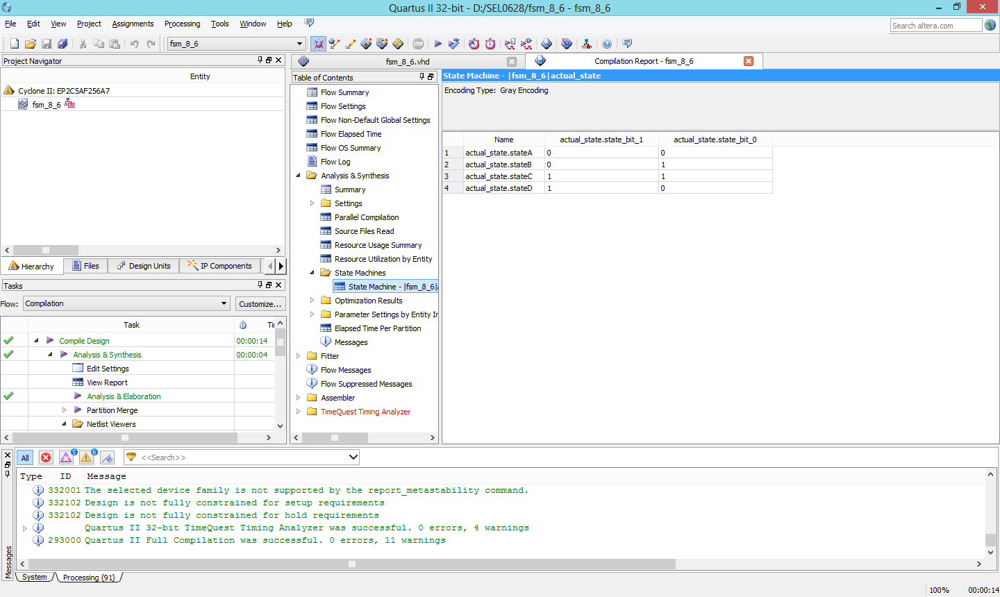 Quartus II 32-bit - D:/SEL0628/fsm_8_6 - fsm_8_6
File Edit View Project Assignments Processing Tools Window Help
Search altera.com
fsm_8_6
Project Navigator
Entity
Cyclone II: EP2C5AF256A7
abc VHD fsm_8_6
Hierarchy Files Design Units IP Components
Tasks
Flow: Compilation Customize...
Task
Compile Design 00:00:14
Analysis & Synthesis 00:00:04
Edit Settings
View Report
Analysis & Elaboration
Partition Merge
Netlist Viewers
fsm_8_6.vhd
Compilation Report - fsm_8_6
Table of Contents
Flow Summary
Flow Settings
Flow Non-Default Global Settings
Flow Elapsed Time
Flow OS Summary
Flow Log
Analysis & Synthesis
Summary
Settings
Parallel Compilation
Source Files Read
Resource Usage Summary
Resource Utilization by Entity
State Machines
State Machine - |fsm_8_6|
Optimization Results
Parameter Settings by Entity
Elapsed Time Per Partition
Messages
Fitter
Flow Messages
Flow Suppressed Messages
Assembler
TimeQuest Timing Analyzer
State Machine - |fsm_8_6|actual_state
Encoding Type: Gray Encoding
Name actual_state.state_bit_1 actual_state.state_bit_0
1 actual_state.stateA 0 0
2 actual_state.stateB 0 1
3 actual_state.stateC 1 1
4 actual_state.stateD 1 0
All 5 6 <<Search>>
Type ID Message
332001 The selected device family is not supported by the report_metastability command.
332102 Design is not fully constrained for setup requirements
332102 Design is not fully constrained for hold requirements
Quartus II 32-bit TimeQuest Timing Analyzer was successful. 0 errors, 4 warnings
293000 Quartus II Full Compilation was successful. 0 errors, 11 warnings
Messages
System Processing (91)
100% 00:00:14